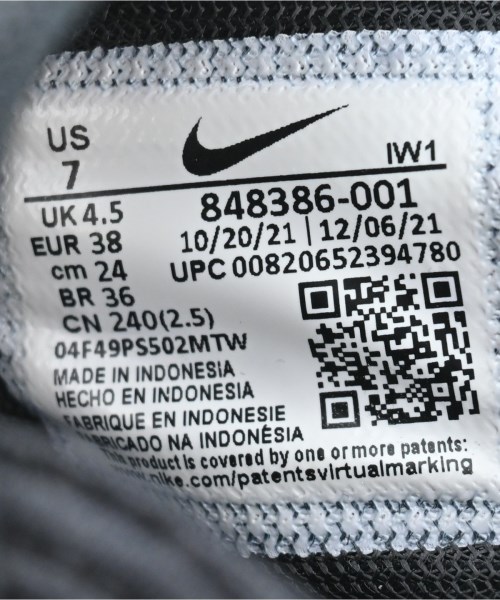 US
7
IW1
UK 4.5
EUR 38
cm 24
BR 36
CN 240(2.5)
848386-001
10/20/21 | 12/06/21
UPC 00820652394780
04F49PS502MTW
MADE IN INDONESIA
HECHO EN INDONESIA
FABRIQUE EN INDONESIE
FABRICADO NA INDONÉSIA
product is covered by one or more patents:
nike.com/patentsvirtualmarking